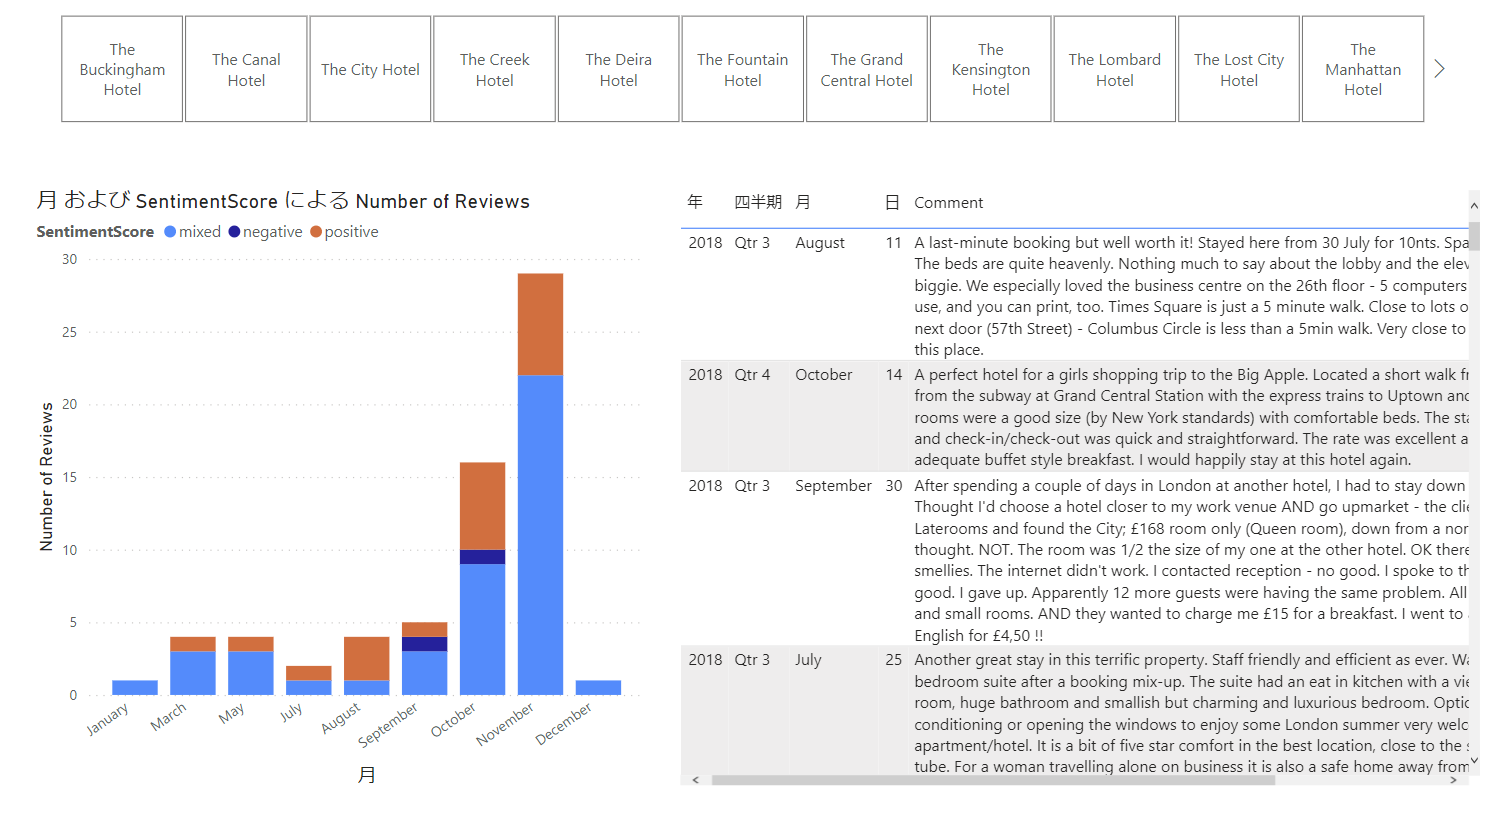 The Buckingham Hotel
The Canal Hotel
The City Hotel
The Creek Hotel
The Deira Hotel
The Fountain Hotel
The Grand Central Hotel
The Kensington Hotel
The Lombard Hotel
The Lost City Hotel
The Manhattan Hotel
月 および SentimentScore による Number of Reviews
SentimentScore mixed negative positive
30
25
20
15
10
5
0
Number of Reviews
January March May July August September October November December
月
年 四半期 月 日 Comment
2018 Qtr 3 August 11 A last-minute booking but well worth it! Stayed here from 30 July for 10nts. Spa
The beds are quite heavenly. Nothing much to say about the lobby and the elev
biggie. We especially loved the business centre on the 26th floor - 5 computers
use, and you can print, too. Times Square is just a 5 minute walk. Close to lots o
next door (57th Street) - Columbus Circle is less than a 5min walk. Very close to
this place.
2018 Qtr 4 October 14 A perfect hotel for a girls shopping trip to the Big Apple. Located a short walk fr
from the subway at Grand Central Station with the express trains to Uptown and
rooms were a good size (by New York standards) with comfortable beds. The sta
and check-in/check-out was quick and straightforward. The rate was excellent a
adequate buffet style breakfast. I would happily stay at this hotel again.
2018 Qtr 3 September 30 After spending a couple of days in London at another hotel, I had to stay down
Thought I'd choose a hotel closer to my work venue AND go upmarket - the clie
Laterooms and found the City; £168 room only (Queen room), down from a nor
thought. NOT. The room was 1/2 the size of my one at the other hotel. OK there
smellies. The internet didn't work. I contacted reception - no good. I spoke to th
good. I gave up. Apparently 12 more guests were having the same problem. All
and small rooms. AND they wanted to charge me £15 for a breakfast. I went to
English for £4,50 !!
2018 Qtr 3 July 25 Another great stay in this terrific property. Staff friendly and efficient as ever. Wa
bedroom suite after a booking mix-up. The suite had an eat in kitchen with a vie
room, huge bathroom and smallish but charming and luxurious bedroom. Optic
conditioning or opening the windows to enjoy some London summer very welc
apartment/hotel. It is a bit of five star comfort in the best location, close to the s
tube. For a woman travelling alone on business it is also a safe home away from